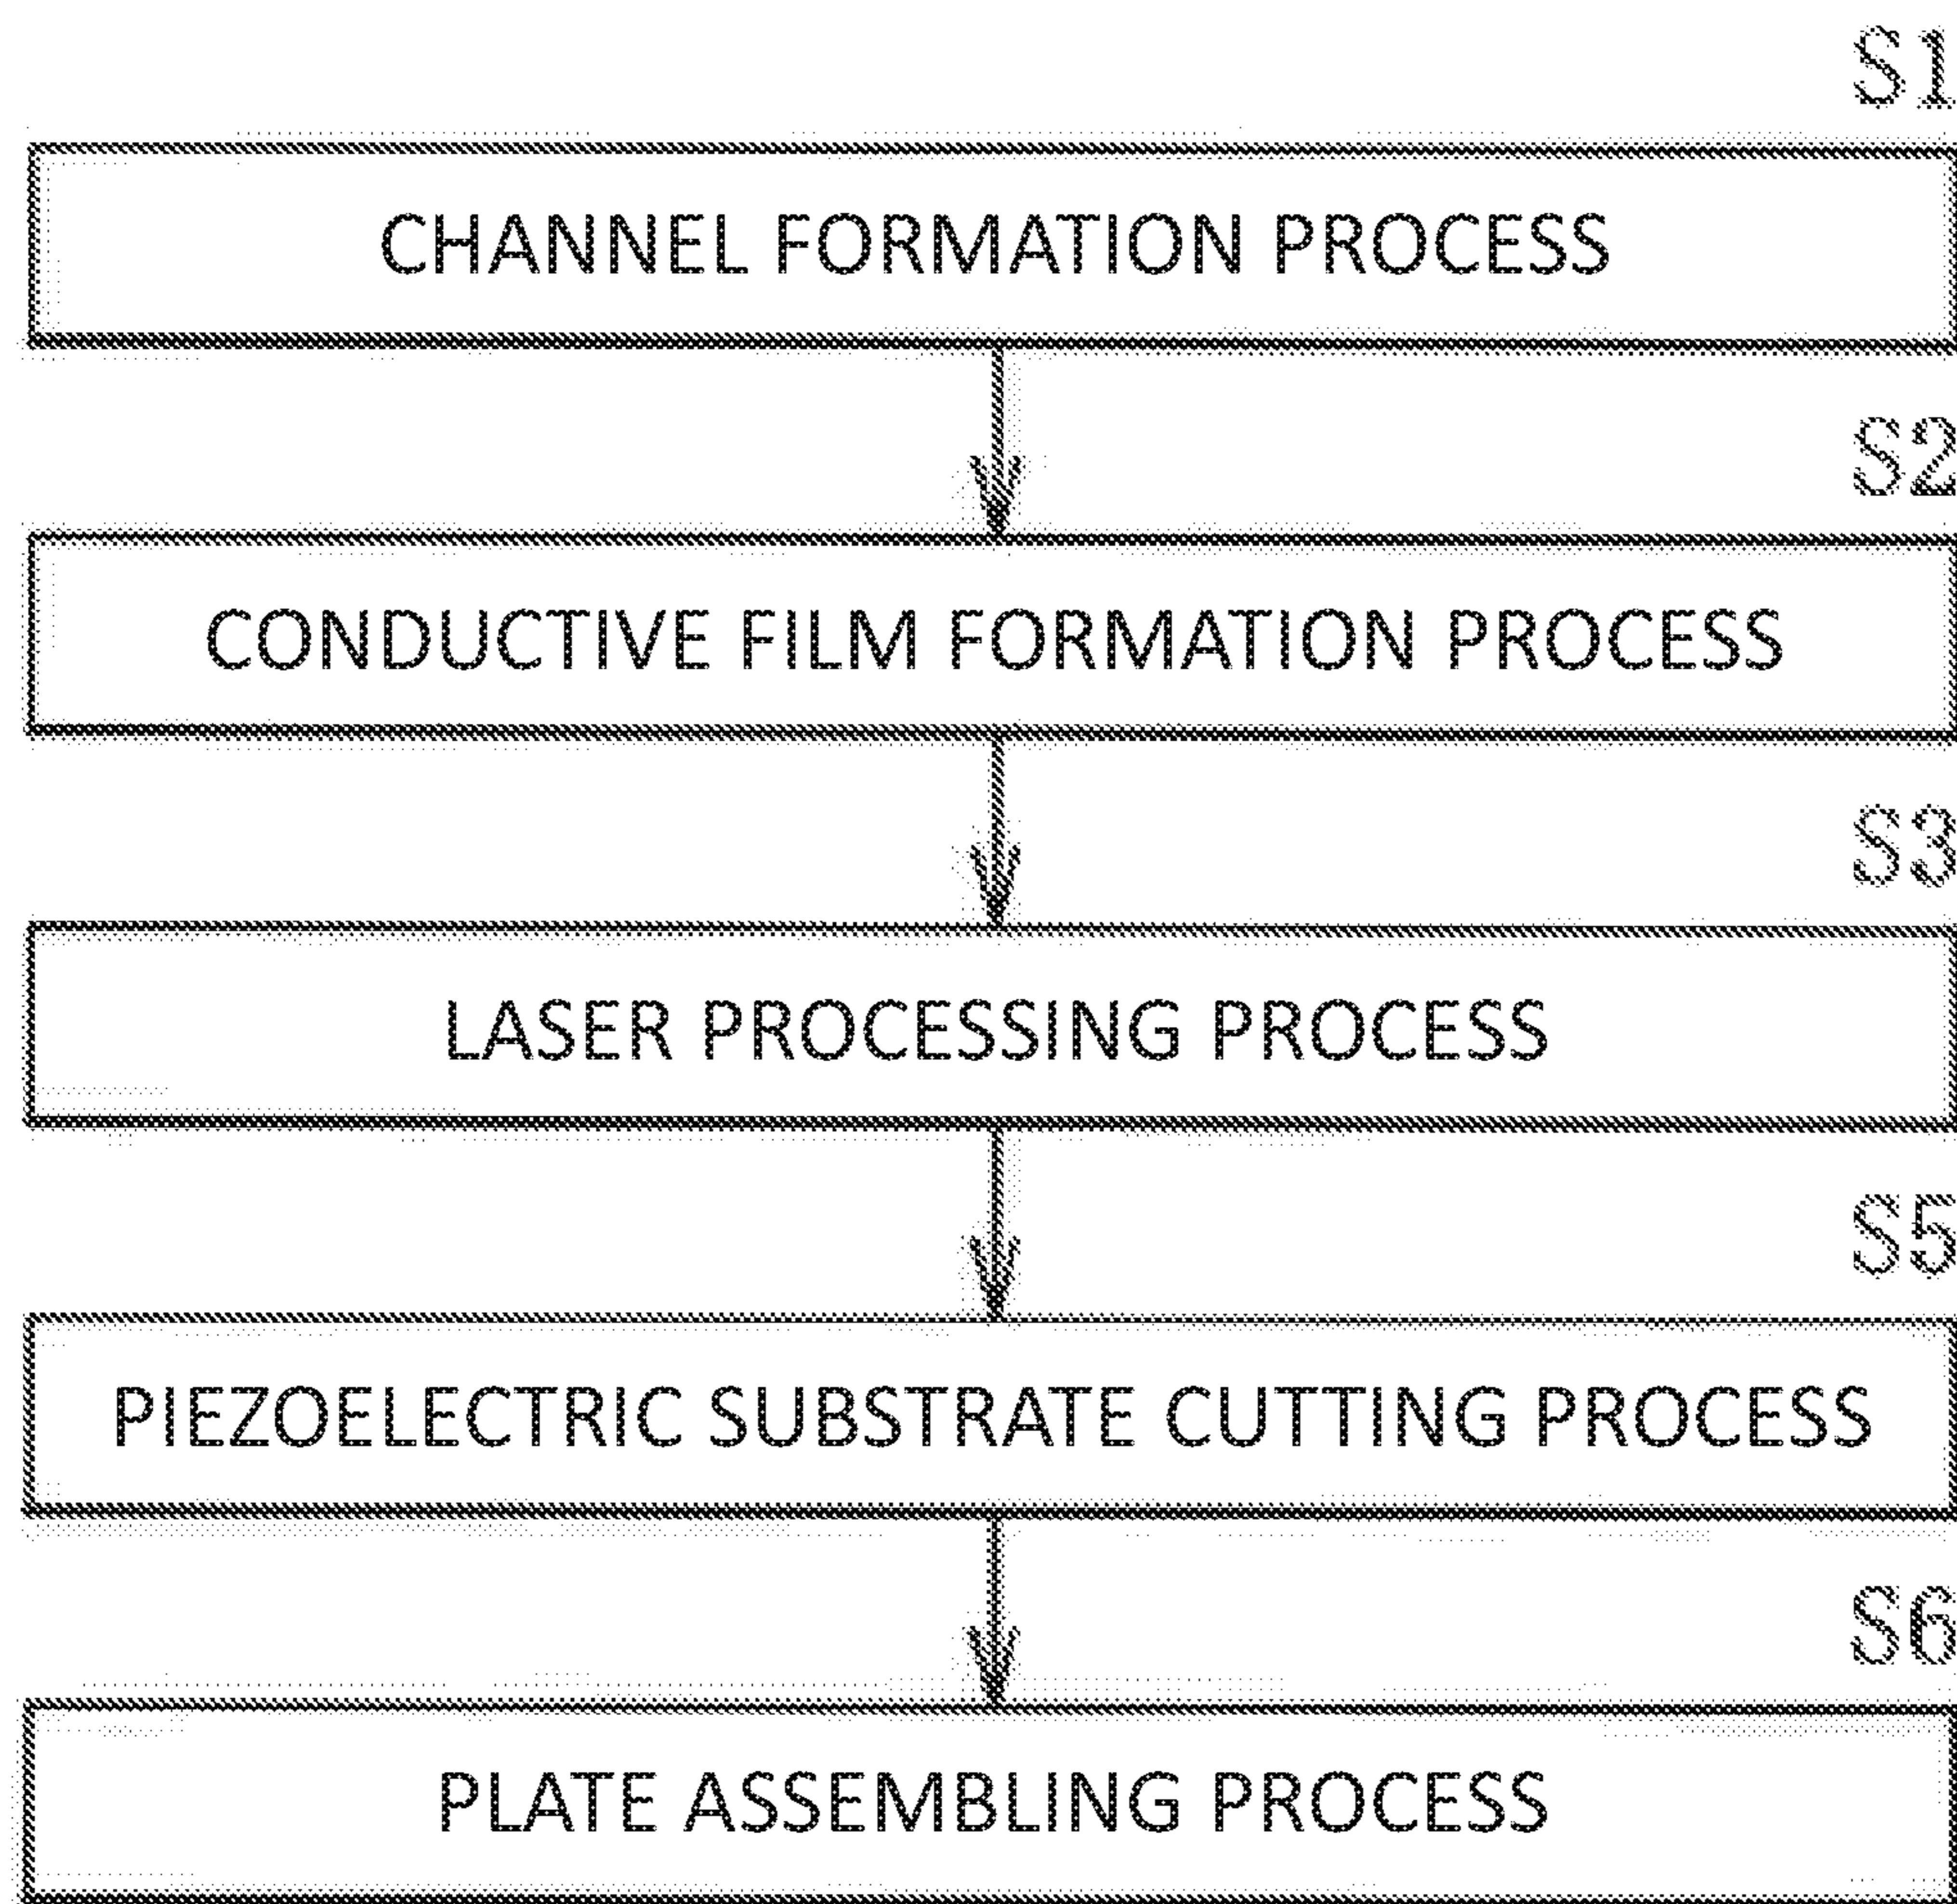 S1
CHANNEL FORMATION PROCESS
S2
CONDUCTIVE FILM FORMATION PROCESS
S3
LASER PROCESSING PROCESS
S5
PIEZOELECTRIC SUBSTRATE CUTTING PROCESS
S6
PLATE ASSEMBLING PROCESS